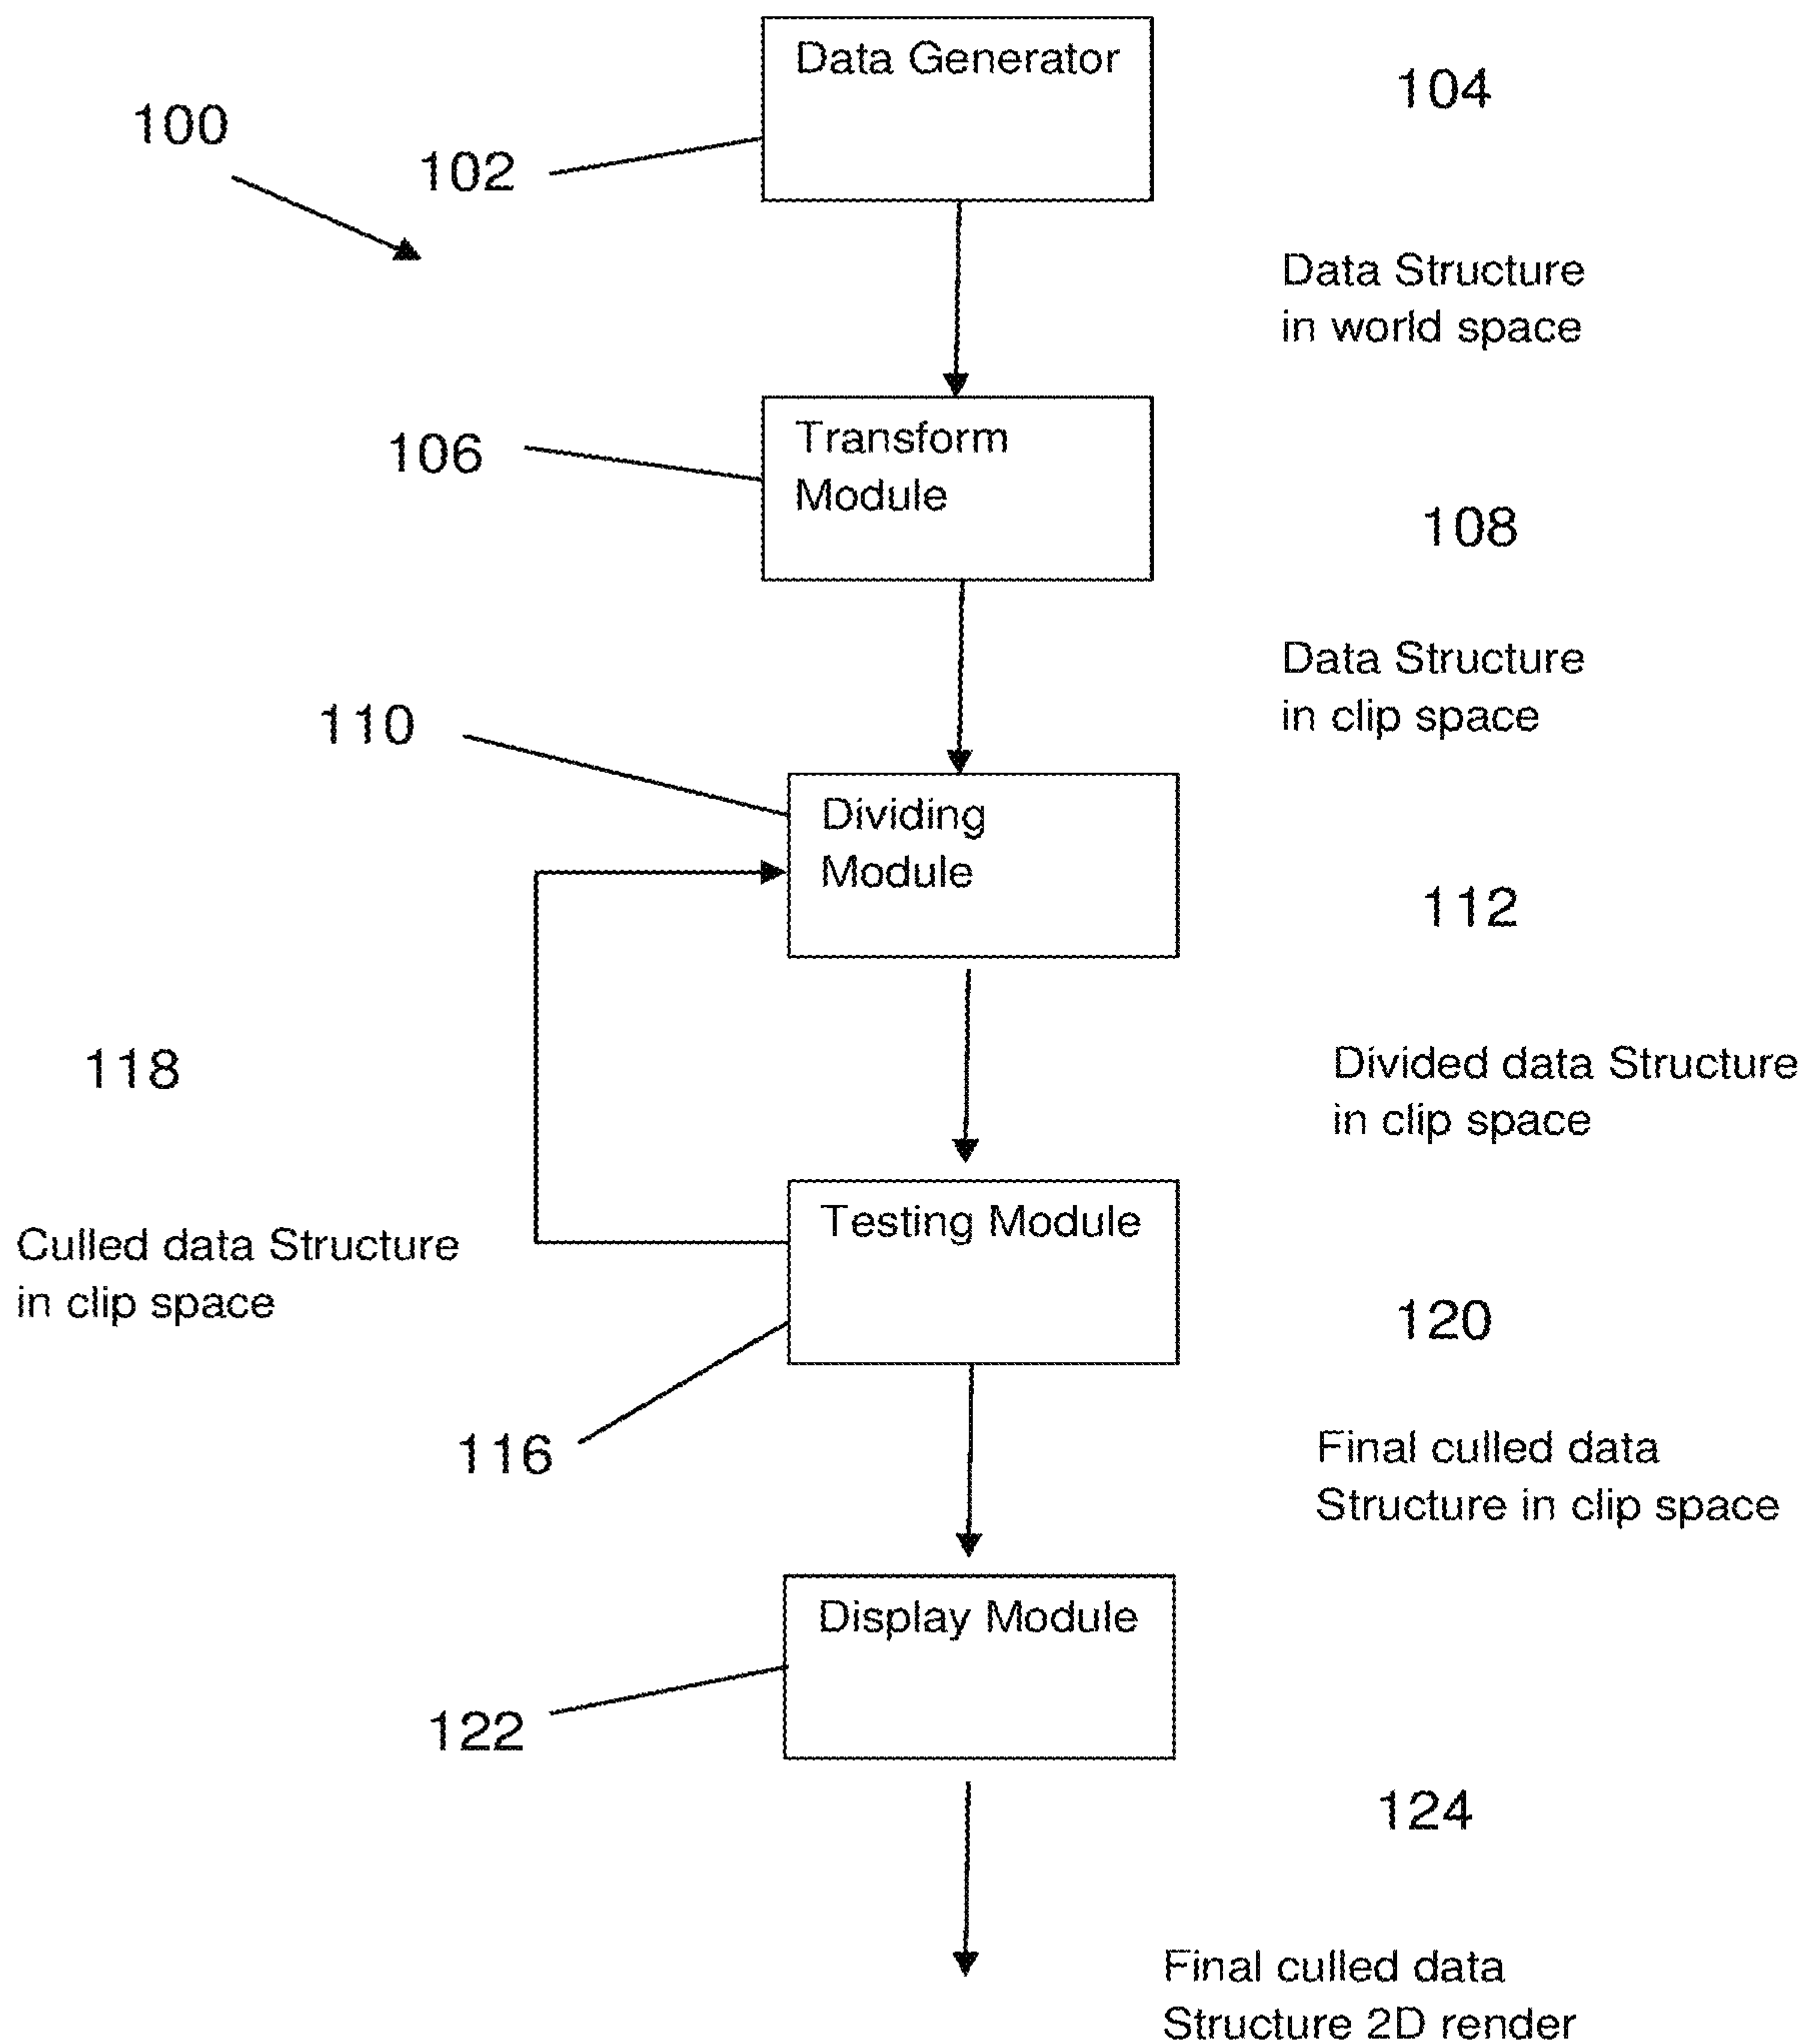 Data Generator
104
100
102
Data Structure
in world space
106
Transform
Module
108
Data Structure
in clip space
110
Dividing
Module
112
118
Divided data Structure
in clip space
Testing Module
Culled data Structure
in clip space
120
116
Final culled data
Structure in clip space
Display Module
122
124
Final culled data
Structure 2D render